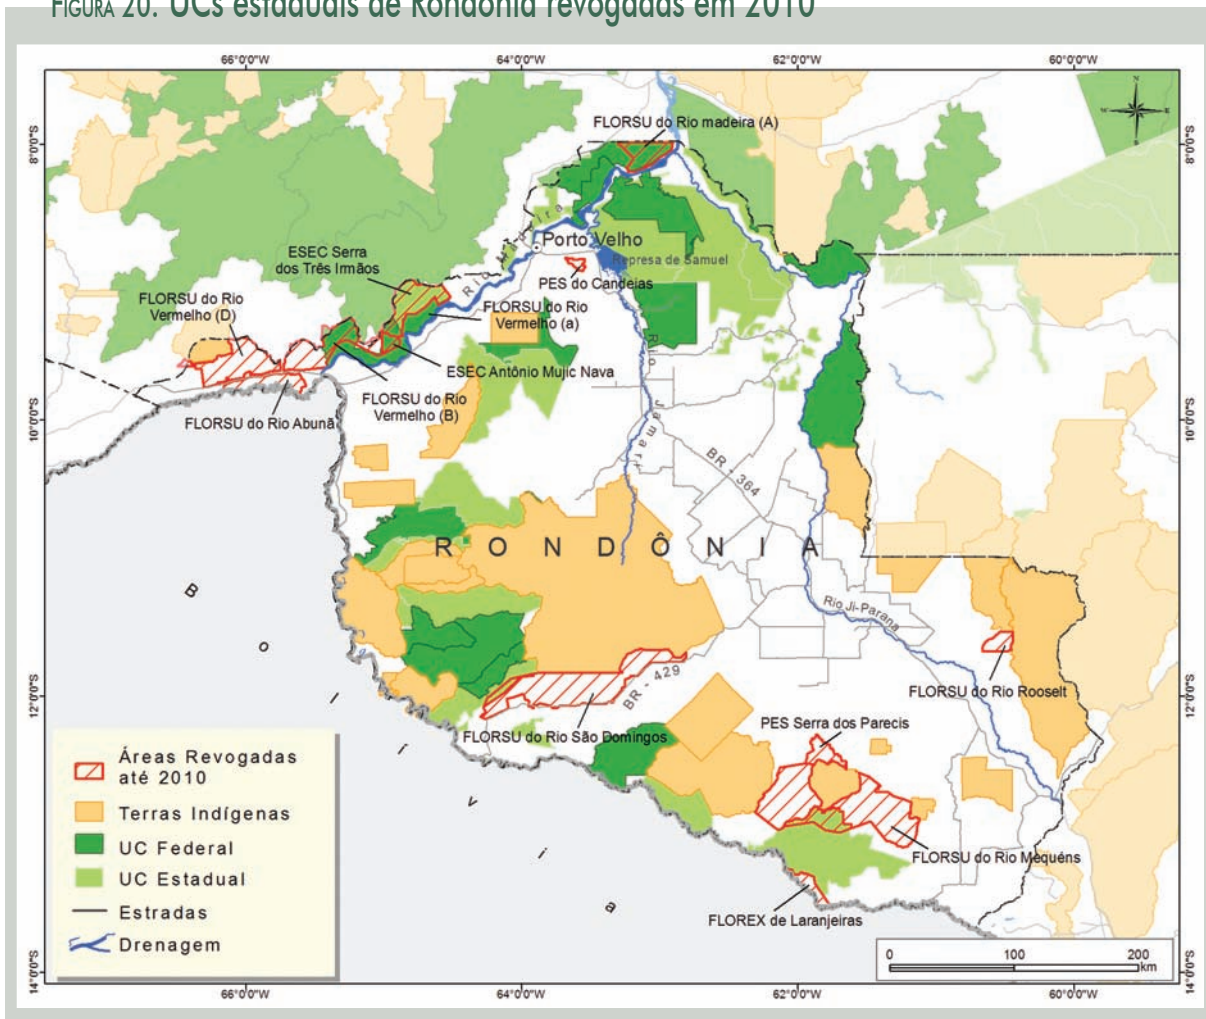 FIGURA 20. UCs estaduais de Rondônia revogadas em 2010
66°0'0"W 64°0'0"W 62°0'0"W 60°0'0"W
N
W E
S
8°0'0"S
8°0'0"S
10°0'0"S
10°0'0"S
12°0'0"S
12°0'0"S
14°0'0"S
14°0'0"S
FLORSU do Rio madeira (A)
Rio Madeira
Porto Velho
Represa de Samuel
PES do Candeias
ESEC Serra
dos Três Irmãos
FLORSU do Rio
Vermelho (D)
FLORSU do Rio
Vermelho (a)
ESEC Antônio Mujic Nava
FLORSU do Rio
Vermelho (B)
FLORSU do Rio Abunã
Rio Jamary
BR - 364
RONDÔNIA
Bolivia
Rio Ji-Parana
FLORSU do Rio Rooselt
BR - 429
FLORSU do Rio São Domingos
PES Serra dos Parecis
FLORSU do Rio Mequéns
FLOREX de Laranjeiras
Áreas Revogadas
até 2010
Terras Indígenas
UC Federal
UC Estadual
Estradas
Drenagem
0 100 200
km
66°0'0"W 64°0'0"W 62°0'0"W 60°0'0"W